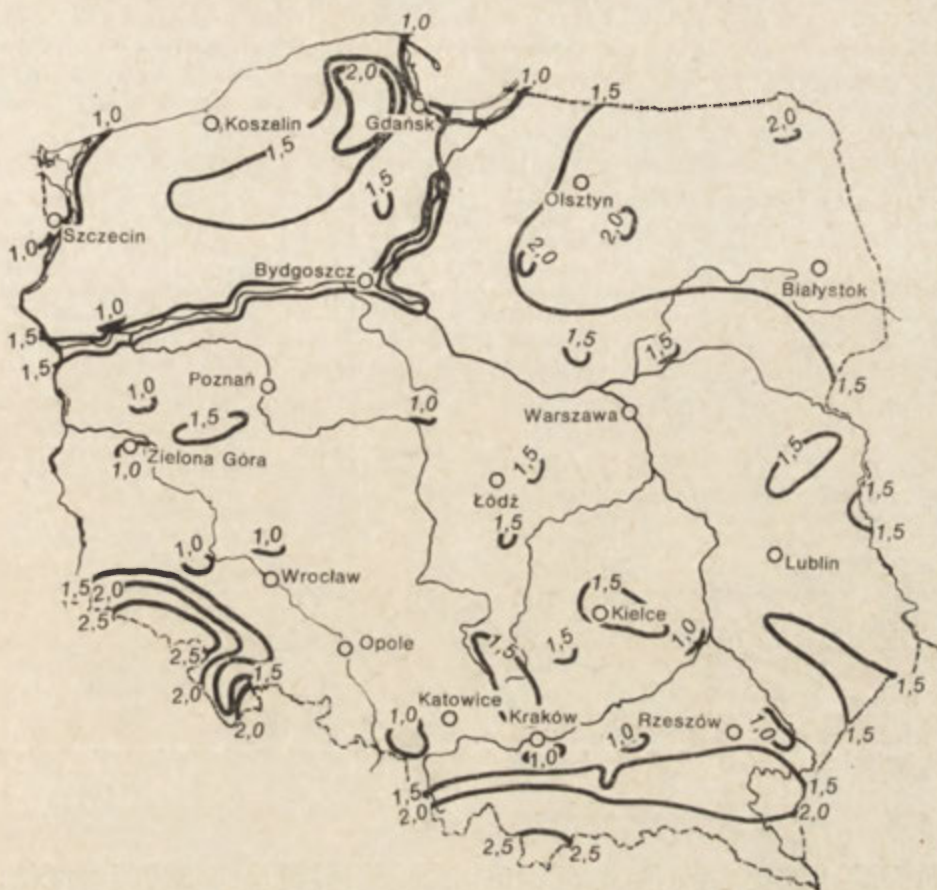 1,0
2,0
1,0
1,5
Koszalin
Gdańsk
1,0
2,0
1,5
1,5
Olsztyn
2,0
Szczecin
1,0
2,0
Bydgoszcz
Białystok
1,0
1,5
1,5
1,5
1,5
1,0
Poznań
1,0
Warszawa
1,5
1,5
Zielona Góra
1,0
1,5
1,5
Łódź
1,5
1,5
1,0
1,0
Wrocław
Lublin
1,5
2,0
2,5
1,5
Kielce
1,0
2,5
1,5
Opole
1,5
1,5
2,0
2,0
1,5
Katowice
1,0
Kraków
1,0
1,0
Rzeszów
1,0
1,5
1,5
2,0
1,5
2,0
2,5
2,5